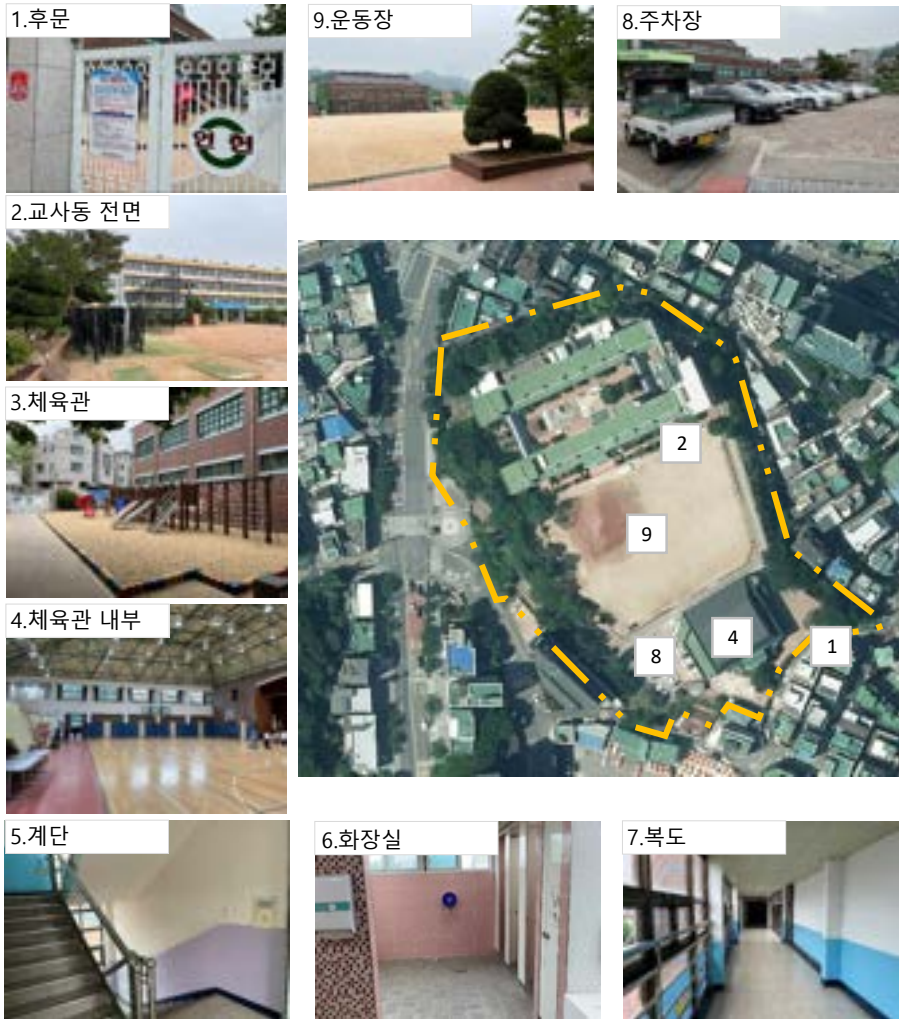 1.후문
9.운동장
8.주차장
2.교사동 전면
3.체육관
4.체육관 내부
2
9
4
1
8
5.계단
6.화장실
7.복도